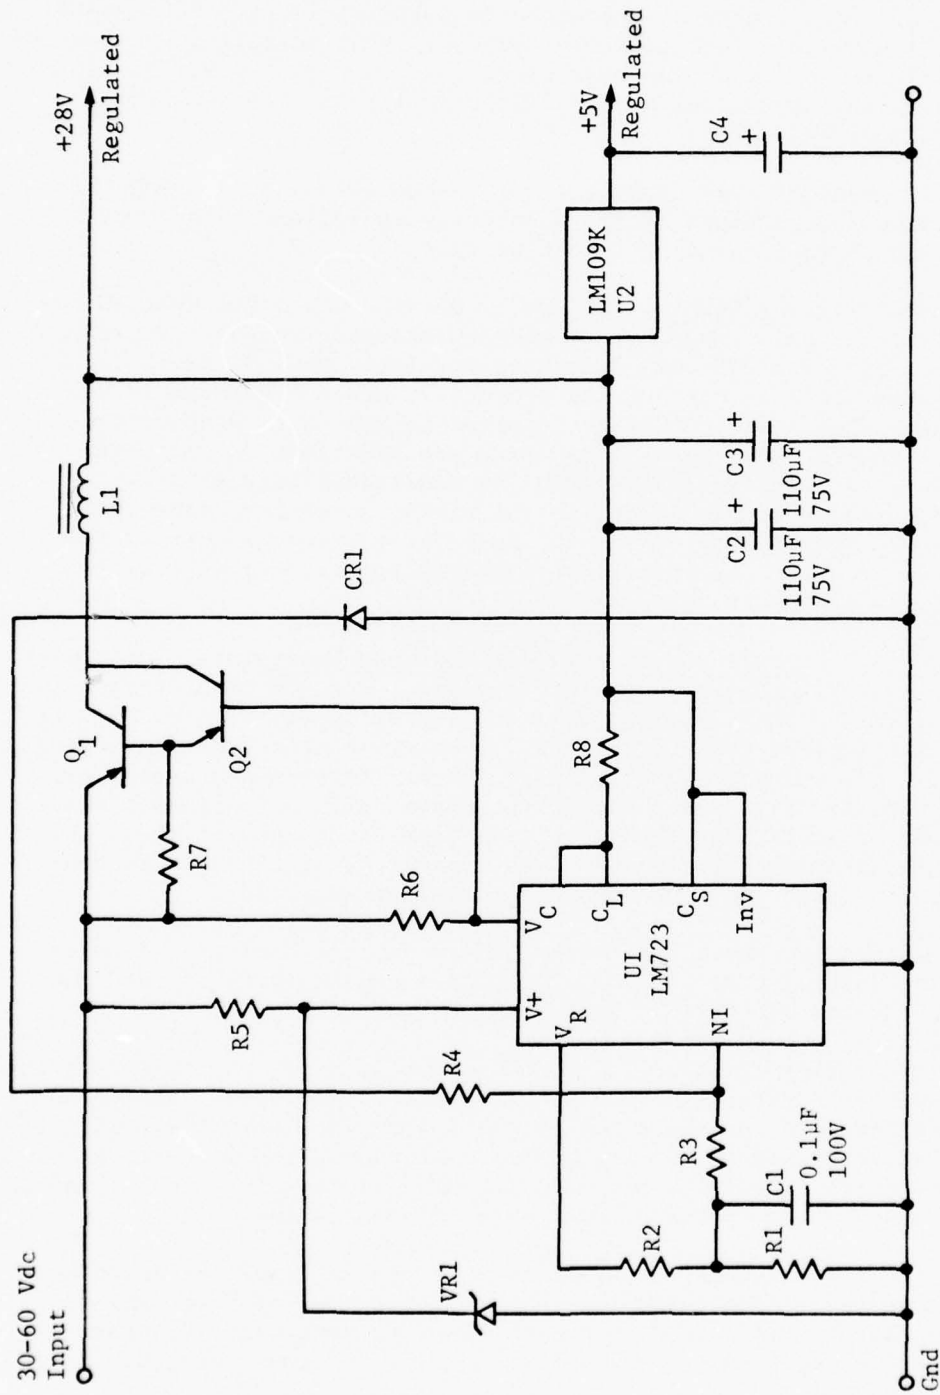 30-60 Vdc
Input
+28V
Regulated
L1
Q1
Q2
R7
CR1
R6
R5
R4
+5V
Regulated
LM109K
U2
C4
+
C3
+
110µF
75V
C2
+
110µF
75V
R8
V+
VC
VR
CL
CS
Inv
UI
LM723
NI
R3
R2
R1
C1
0.1µF
100V
VR1
Gnd